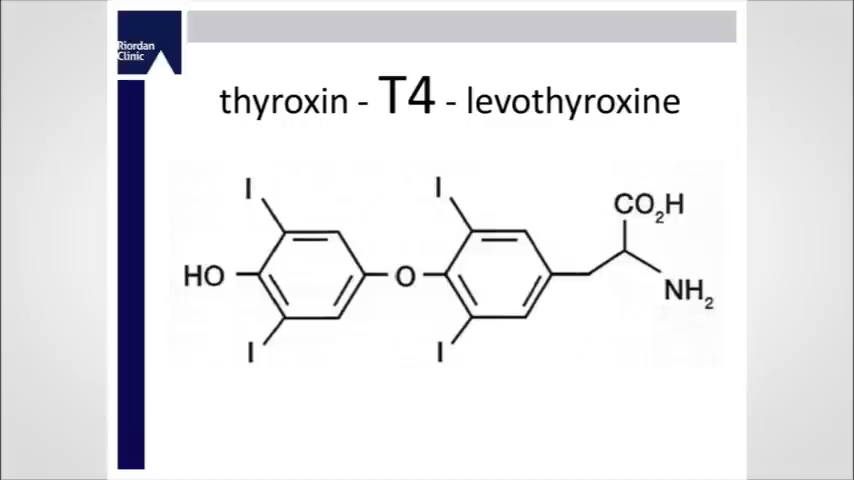 Riordan
Clinic
thyroxin - T4 - levothyroxine
I
I
CO₂H
HO
O
NH₂
I
I